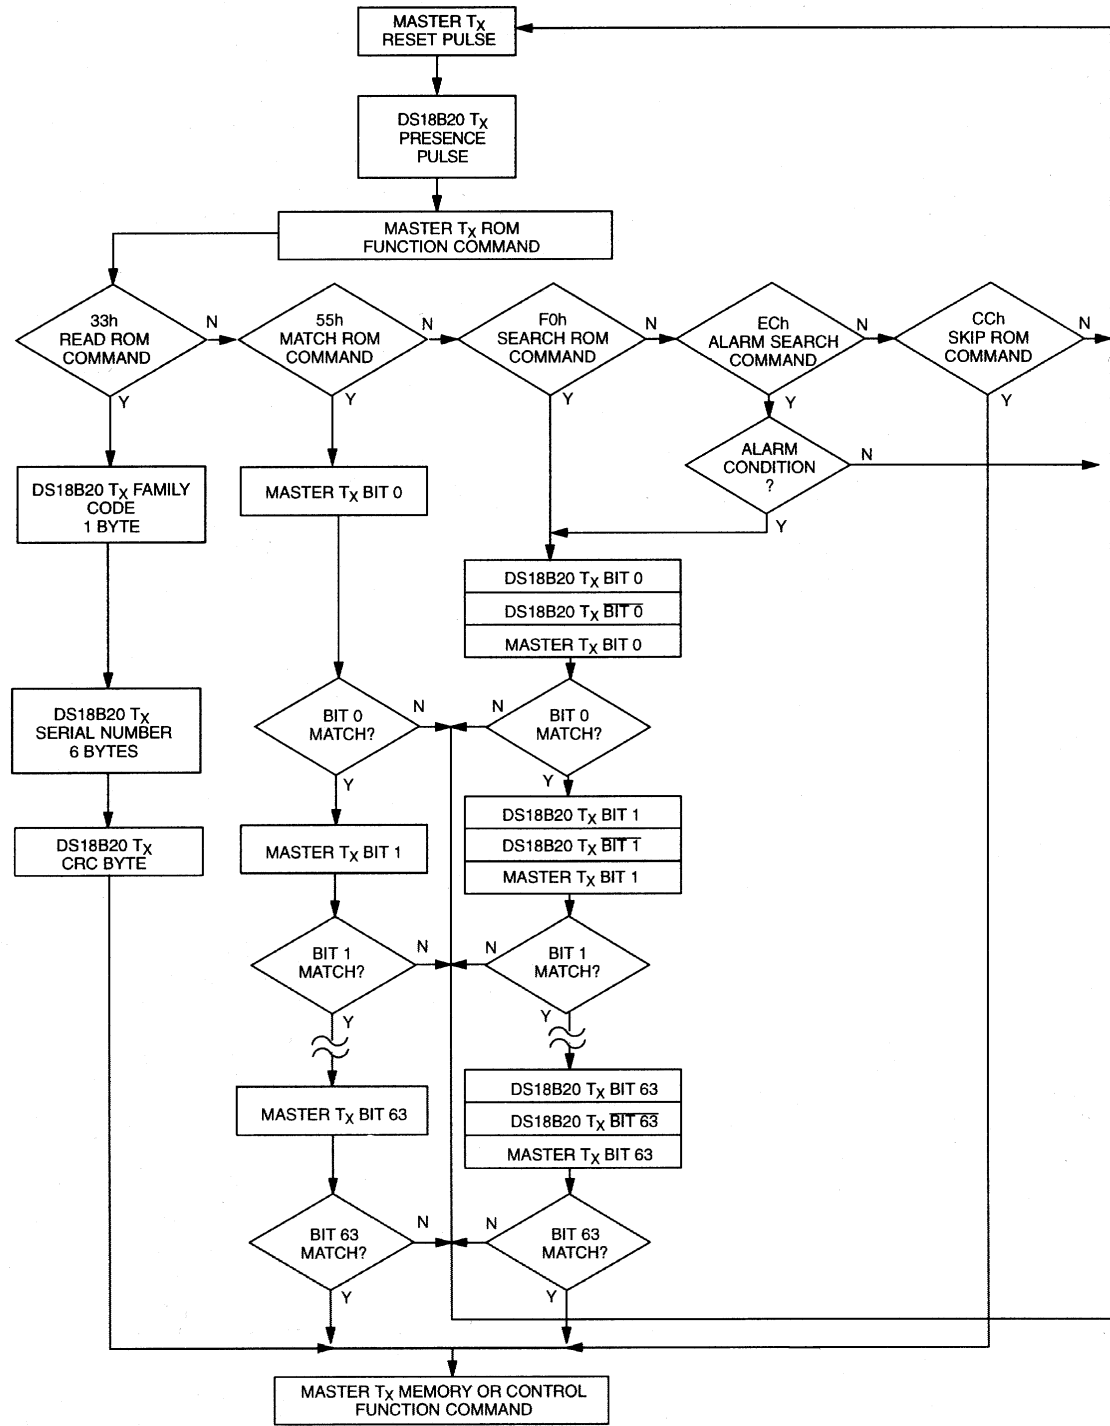 MASTER TX
RESET PULSE
DS18B20 TX
PRESENCE
PULSE
MASTER TX ROM
FUNCTION COMMAND
33h
READ ROM
COMMAND
N
Y
55h
MATCH ROM
COMMAND
N
Y
F0h
SEARCH ROM
COMMAND
N
Y
ECh
ALARM SEARCH
COMMAND
N
Y
CCh
SKIP ROM
COMMAND
N
Y
ALARM
CONDITION
?
N
Y
DS18B20 TX FAMILY
CODE
1 BYTE
DS18B20 TX
SERIAL NUMBER
6 BYTES
DS18B20 TX
CRC BYTE
MASTER TX BIT 0
BIT 0
MATCH?
N
Y
MASTER TX BIT 1
BIT 1
MATCH?
N
Y
MASTER TX BIT 63
BIT 63
MATCH?
N
Y
DS18B20 TX BIT 0
DS18B20 TX BIT 0
MASTER TX BIT 0
BIT 0
MATCH?
N
Y
DS18B20 TX BIT 1
DS18B20 TX BIT 1
MASTER TX BIT 1
BIT 1
MATCH?
N
Y
DS18B20 TX BIT 63
DS18B20 TX BIT 63
MASTER TX BIT 63
BIT 63
MATCH?
N
Y
MASTER TX MEMORY OR CONTROL
FUNCTION COMMAND